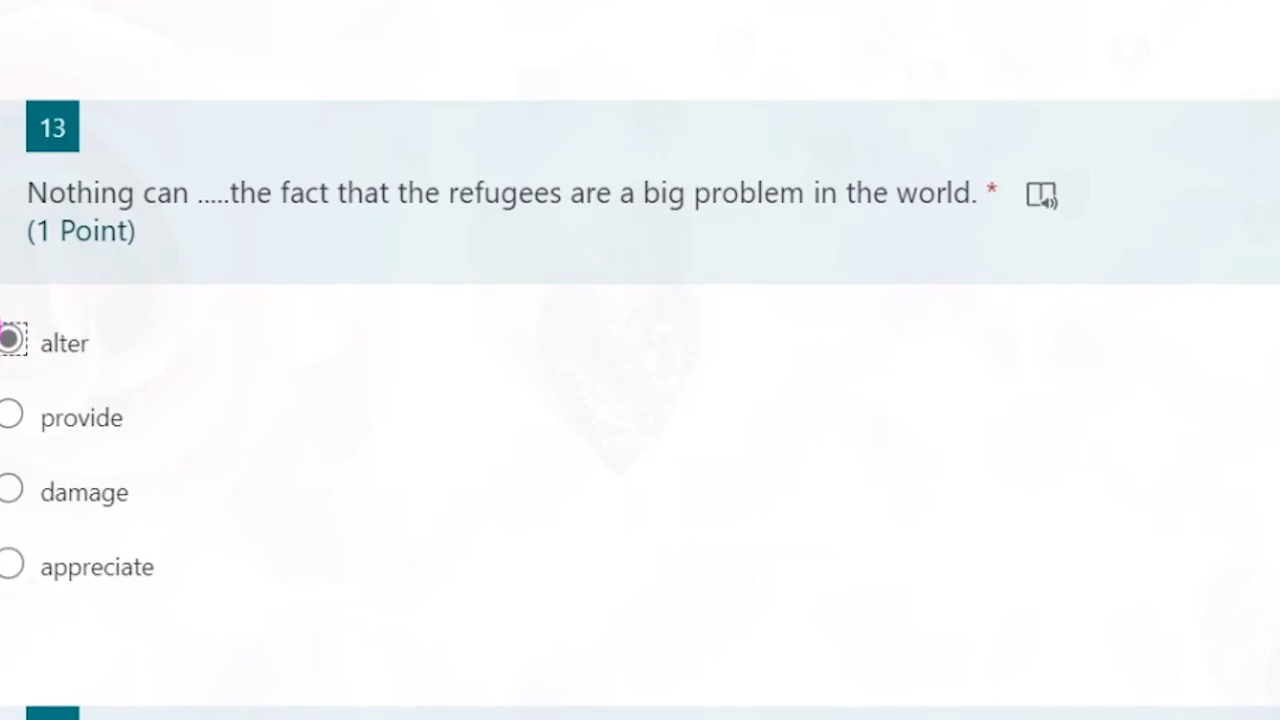 13
Nothing can .....the fact that the refugees are a big problem in the world. *
(1 Point)
alter
provide
damage
appreciate